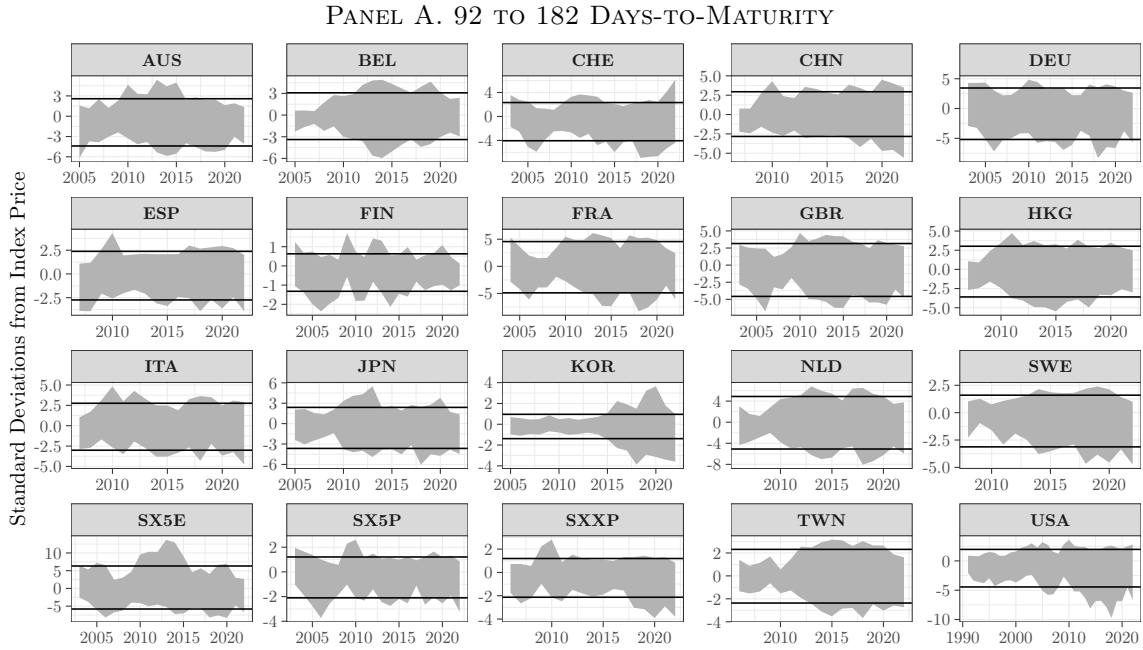 PANEL A. 92 TO 182 DAYS-TO-MATURITY
Standard Deviations from Index Price
AUS
3
0
-3
-6
2005 2010 2015 2020
BEL
3
0
-3
-6
2005 2010 2015 2020
CHE
4
0
-4
2005 2010 2015 2020
CHN
5.0
2.5
0.0
-2.5
-5.0
2010 2015 2020
DEU
5
0
-5
2005 2010 2015 2020
ESP
2.5
0.0
-2.5
2010 2015 2020
FIN
1
0
-1
-2
2005 2010 2015 2020
FRA
5
0
-5
2005 2010 2015 2020
GBR
5.0
2.5
0.0
-2.5
-5.0
2005 2010 2015 2020
HKG
5.0
2.5
0.0
-2.5
-5.0
2010 2015 2020
ITA
5.0
2.5
0.0
-2.5
-5.0
2010 2015 2020
JPN
6
3
0
-3
-6
2005 2010 2015 2020
KOR
4
2
0
-2
-4
2005 2010 2015 2020
NLD
4
0
-4
-8
2010 2015 2020
SWE
2.5
0.0
-2.5
-5.0
2010 2015 2020
SX5E
10
5
0
-5
2005 2010 2015 2020
SX5P
2
0
-2
-4
2005 2010 2015 2020
SXXP
2
0
-2
-4
2010 2015 2020
TWN
2
0
-2
-4
2010 2015 2020
USA
0
-5
-10
1990 2000 2010 2020